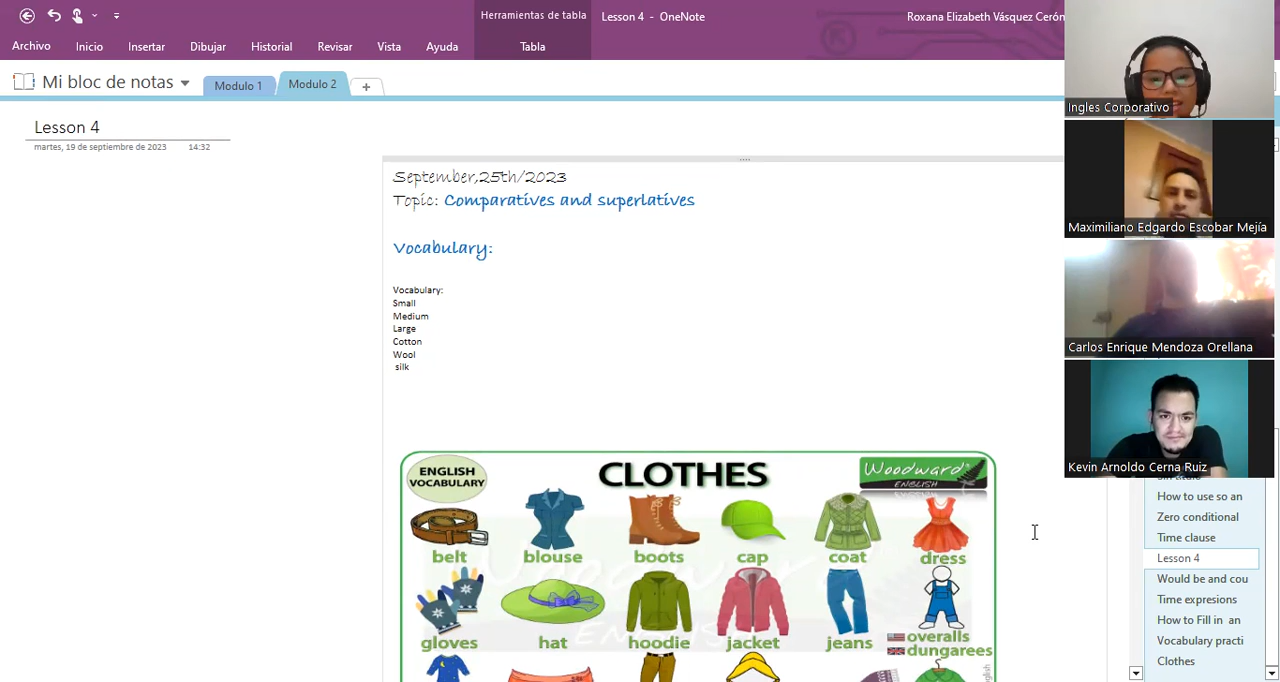 Herramientas de tabla
Lesson 4 - OneNote
Roxana Elizabeth Vásquez Cerón
Archivo
Inicio
Insertar
Dibujar
Historial
Revisar
Vista
Ayuda
Tabla
Mi bloc de notas
Modulo 1
Modulo 2
+
Lesson 4
martes, 19 de septiembre de 2023
14:32
September,25th/2023
Topic: Comparatives and superlatives
Vocabulary:
Vocabulary:
Small
Medium
Large
Cotton
Wool
silk
ENGLISH
VOCABULARY
CLOTHES
Woodward
ENGLISH
belt
blouse
boots
cap
coat
dress
gloves
hat
hoodie
jacket
jeans
overalls
dungarees
Ingles Corporativo
Maximiliano Edgardo Escobar Mejía
Carlos Enrique Mendoza Orellana
Kevin Arnoldo Cerna Ruiz
How to use so an
Zero conditional
Time clause
Lesson 4
Would be and cou
Time expresions
How to Fill in an
Vocabulary practi
Clothes